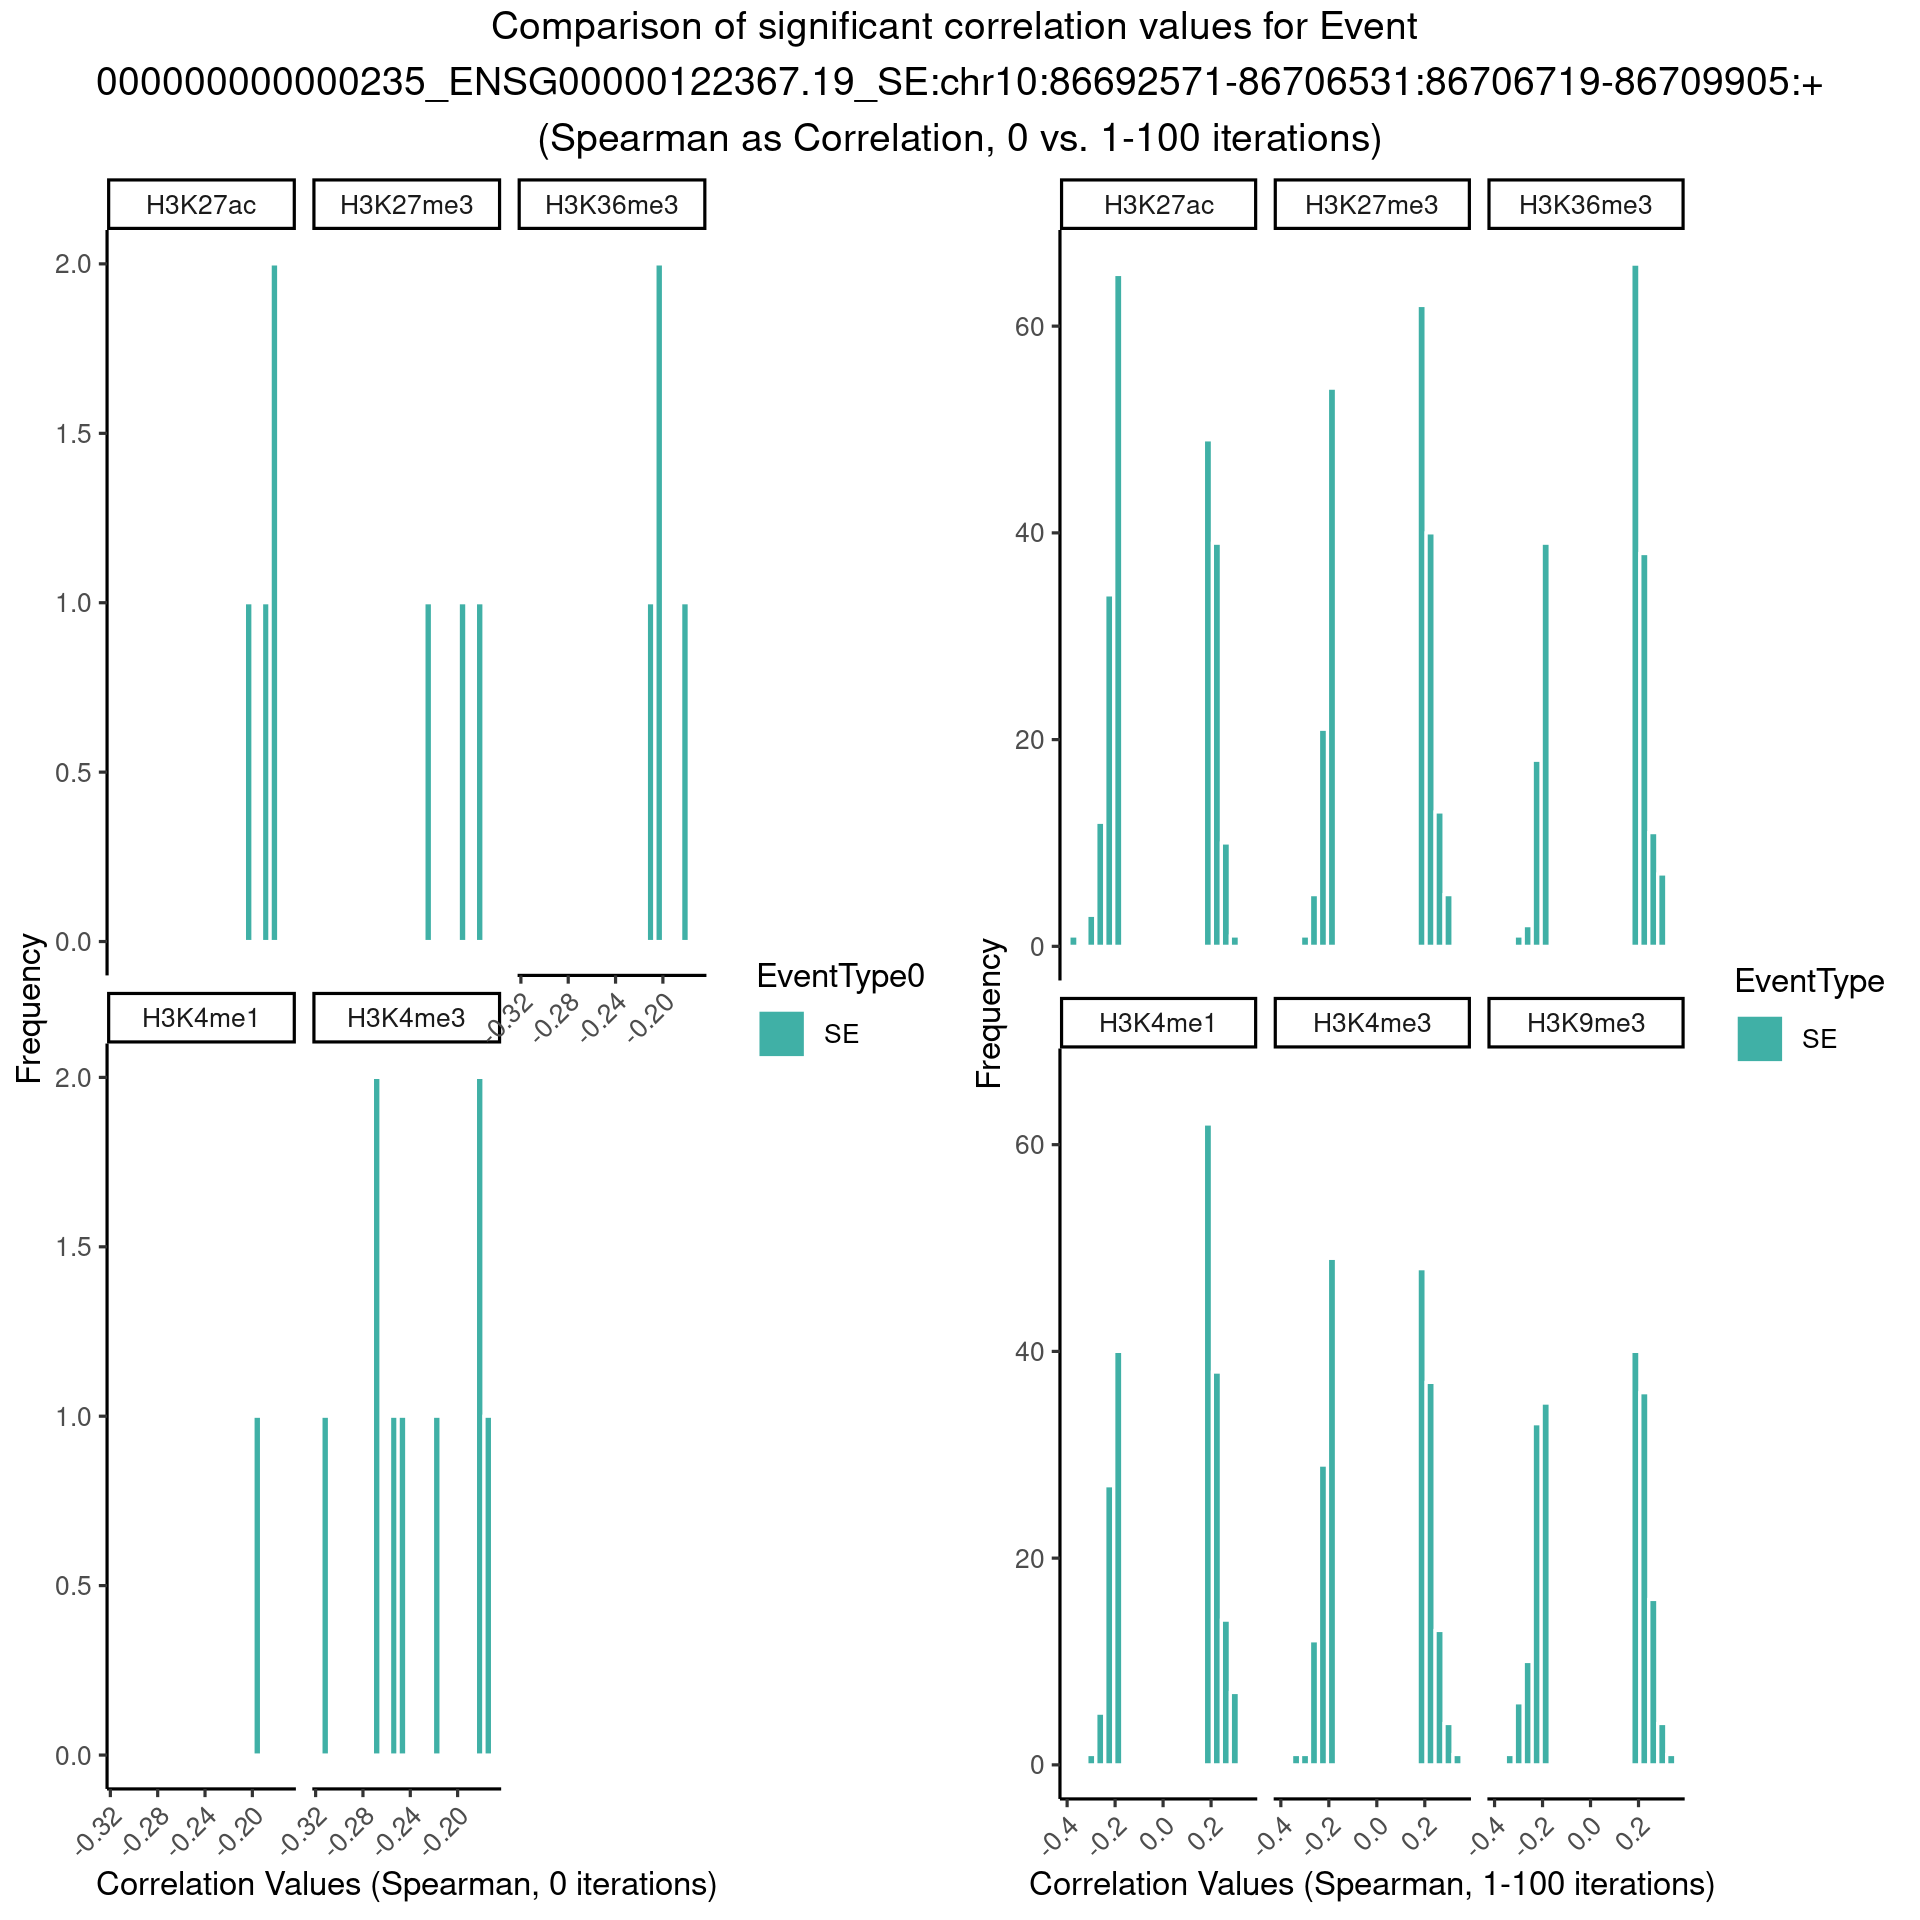 Comparison of significant correlation values for Event
000000000000235_ENSG00000122367.19_SE:chr10:86692571-86706531:86706719-86709905:+
(Spearman as Correlation, 0 vs. 1-100 iterations)
H3K27ac
H3K27me3
H3K36me3
2.0
1.5
1.0
0.5
0.0
-0.32
-0.28
-0.24
-0.20
H3K4me1
H3K4me3
2.0
1.5
1.0
0.5
0.0
-0.32
-0.28
-0.24
-0.20
-0.32
-0.28
-0.24
-0.20
Frequency
Correlation Values (Spearman, 0 iterations)
EventType0
SE
H3K27ac
H3K27me3
H3K36me3
60
40
20
0
H3K4me1
H3K4me3
H3K9me3
60
40
20
0
-0.4
-0.2
0.0
0.2
-0.4
-0.2
0.0
0.2
-0.4
-0.2
0.0
0.2
Frequency
Correlation Values (Spearman, 1-100 iterations)
EventType
SE